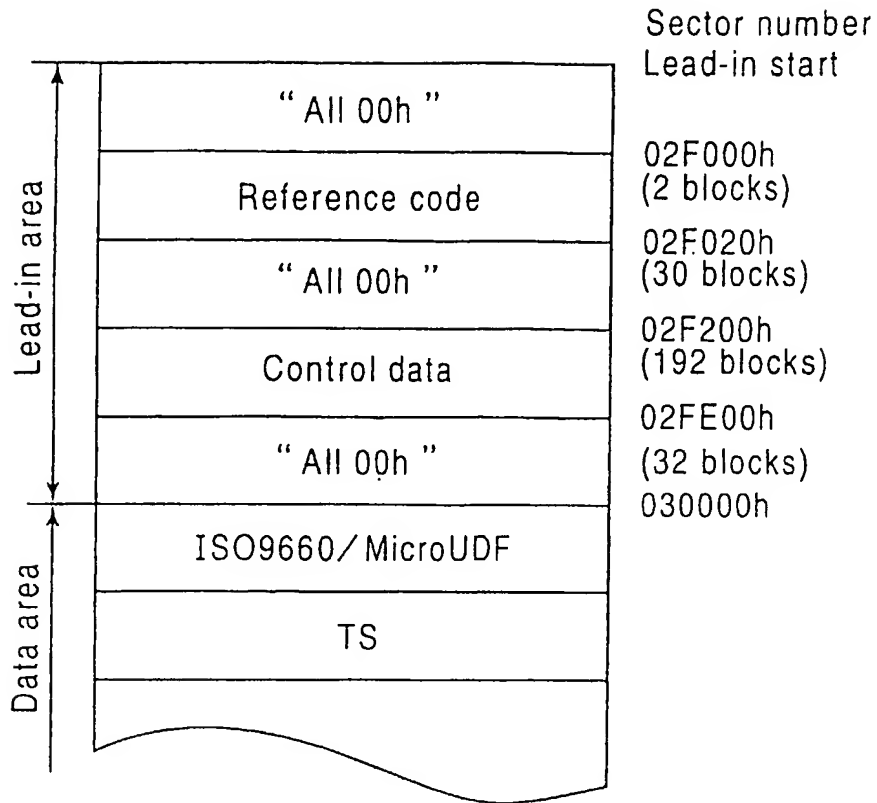 Sector number
Lead-in start
“ All 00h ”
02F000h
(2 blocks)
Reference code
02F020h
(30 blocks)
“ All 00h ”
02F200h
(192 blocks)
Control data
02FE00h
“ All 00h ”
(32 blocks)
030000h
ISO9660/MicroUDF
TS
Lead-in area
Data area